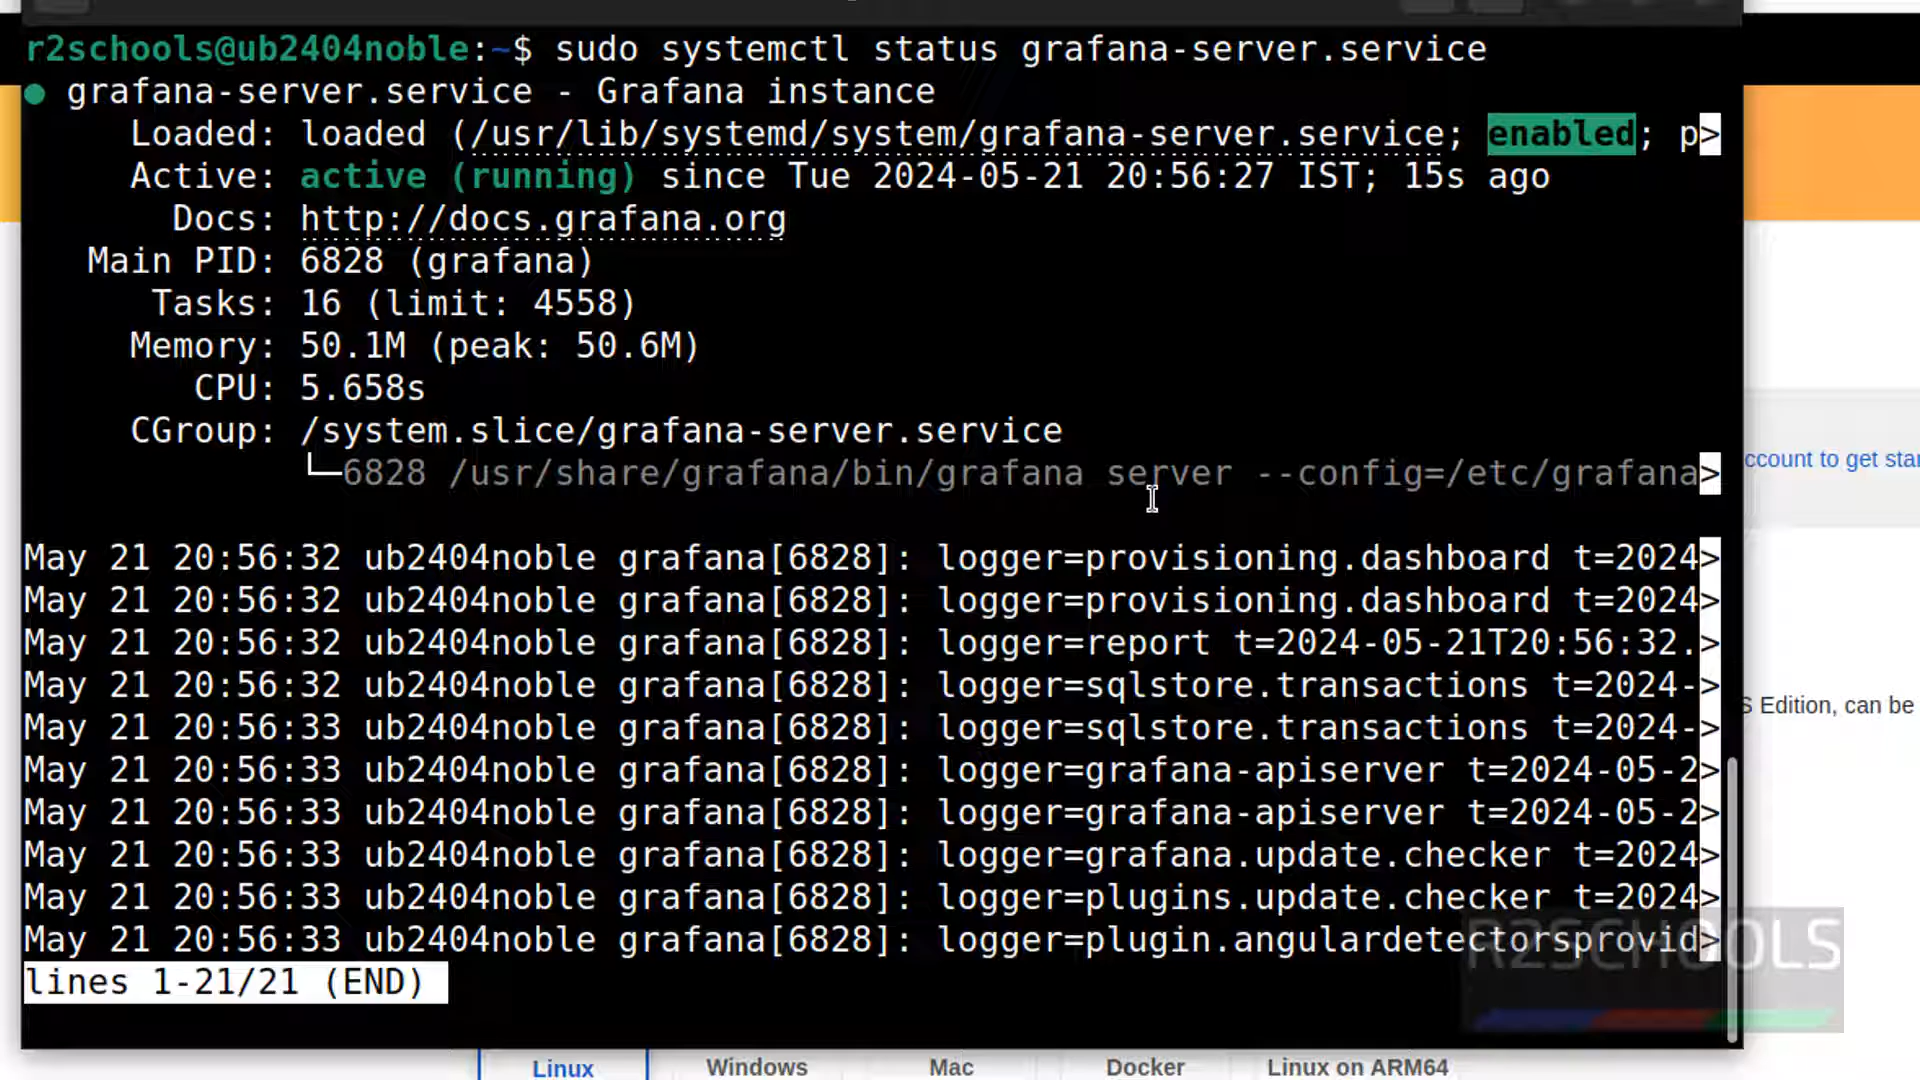 r2schools@ub2404noble:~$ sudo systemctl status grafana-server.service
● grafana-server.service - Grafana instance
Loaded: loaded (/usr/lib/systemd/system/grafana-server.service; enabled; p>
Active: active (running) since Tue 2024-05-21 20:56:27 IST; 15s ago
Docs: http://docs.grafana.org
Main PID: 6828 (grafana)
Tasks: 16 (limit: 4558)
Memory: 50.1M (peak: 50.6M)
CPU: 5.658s
CGroup: /system.slice/grafana-server.service
└─6828 /usr/share/grafana/bin/grafana server --config=/etc/grafana>
ccount to get star
May 21 20:56:32 ub2404noble grafana[6828]: logger=provisioning.dashboard t=2024>
May 21 20:56:32 ub2404noble grafana[6828]: logger=provisioning.dashboard t=2024>
May 21 20:56:32 ub2404noble grafana[6828]: logger=report t=2024-05-21T20:56:32.>
May 21 20:56:32 ub2404noble grafana[6828]: logger=sqlstore.transactions t=2024->
S Edition, can be
May 21 20:56:33 ub2404noble grafana[6828]: logger=sqlstore.transactions t=2024->
May 21 20:56:33 ub2404noble grafana[6828]: logger=grafana-apiserver t=2024-05-2>
May 21 20:56:33 ub2404noble grafana[6828]: logger=grafana-apiserver t=2024-05-2>
May 21 20:56:33 ub2404noble grafana[6828]: logger=grafana.update.checker t=2024>
May 21 20:56:33 ub2404noble grafana[6828]: logger=plugins.update.checker t=2024>
May 21 20:56:33 ub2404noble grafana[6828]: logger=plugin.angulardetectorsprovid>
R2SCHOOLS
lines 1-21/21 (END)
Linux Windows Mac Docker Linux on ARM64